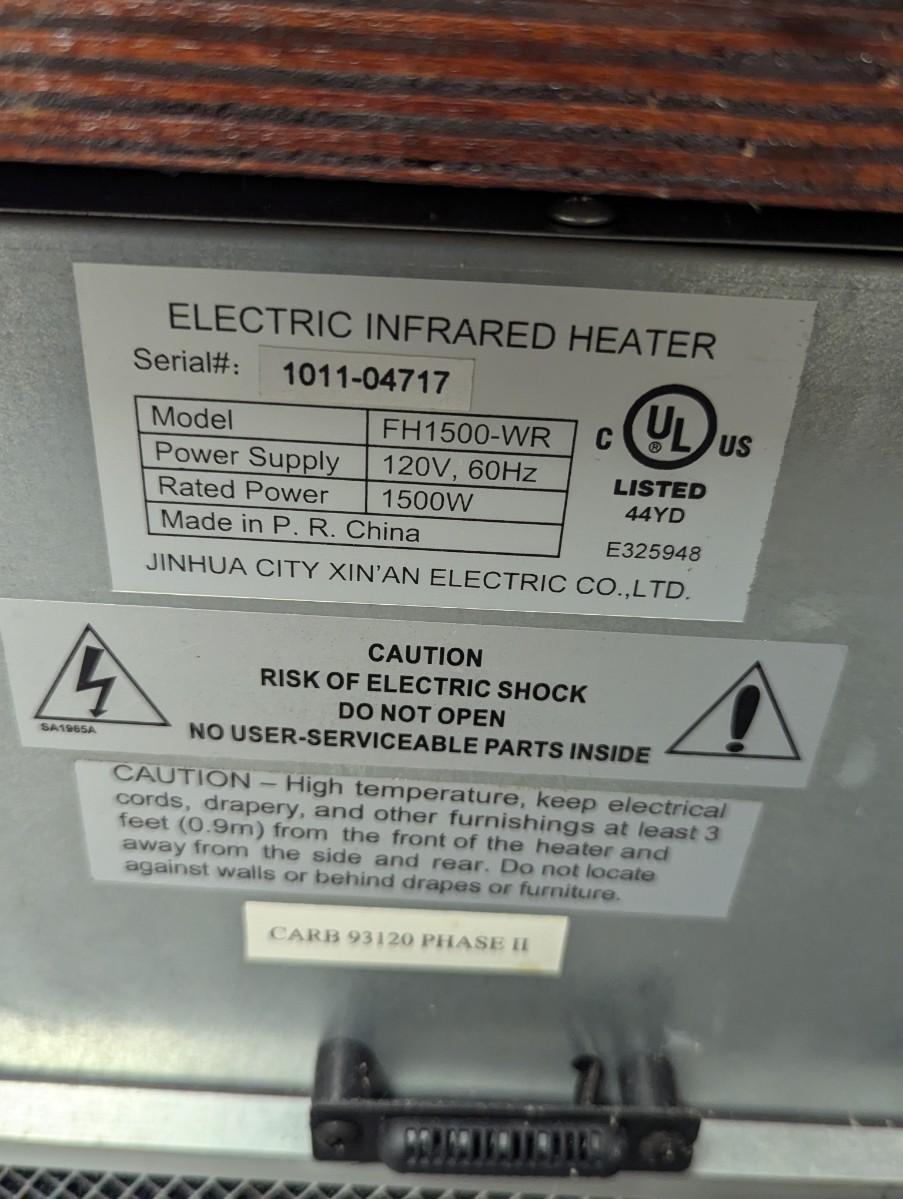 ELECTRIC INFRARED HEATER
Serial#: 1011-04717
Model FH1500-WR
Power Supply 120V, 60Hz
Rated Power 1500W
Made in P. R. China
C UL® US
LISTED
44YD
E325948
JINHUA CITY XIN'AN ELECTRIC CO.,LTD.
SA1965A
CAUTION
RISK OF ELECTRIC SHOCK
DO NOT OPEN
NO USER-SERVICEABLE PARTS INSIDE
CAUTION – High temperature, keep electrical
cords, drapery, and other furnishings at least 3
feet (0.9m) from the front of the heater and
away from the side and rear. Do not locate
against walls or behind drapes or furniture.
CARB 93120 PHASE II